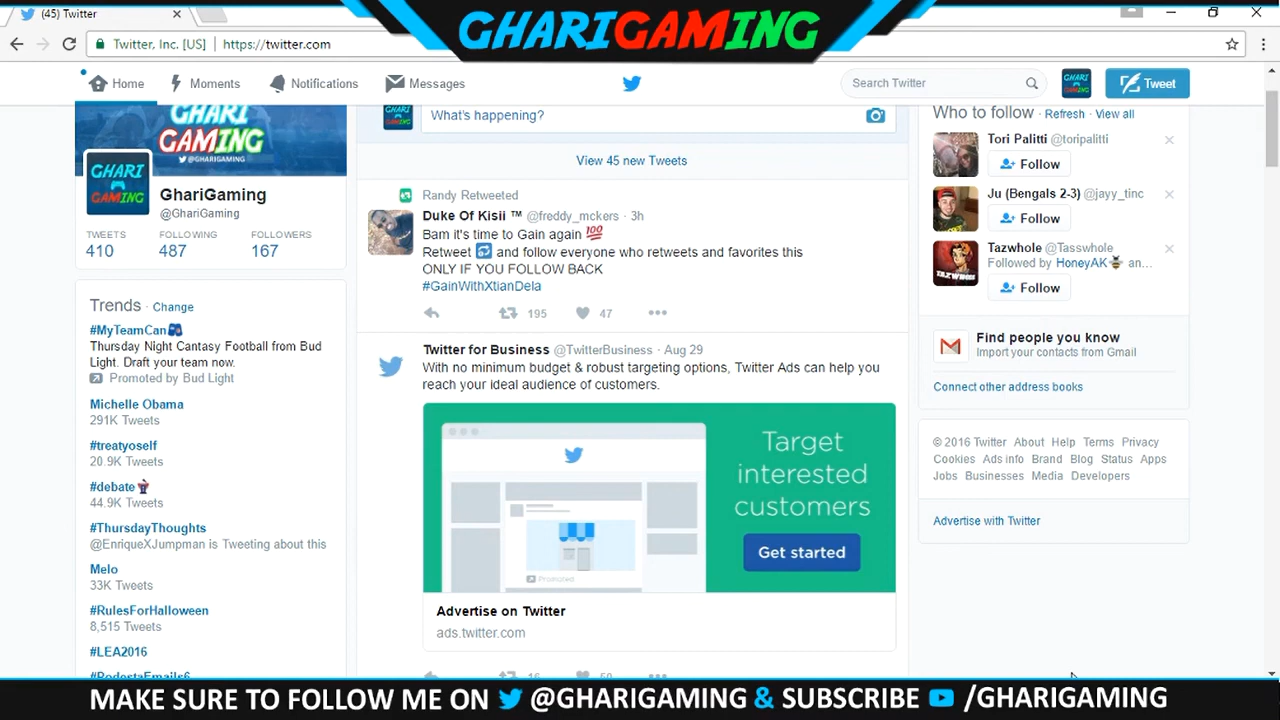 (45) Twitter
GHARIGAMING
Twitter, Inc. [US] https://twitter.com
Home Moments Notifications Messages Search Twitter Tweet
GHARI
GAMING
@GHARIGAMING
GHARI
GAMING
GhariGaming
@GhariGaming
TWEETS FOLLOWING FOLLOWERS
410 487 167
Trends · Change
#MyTeamCan
Thursday Night Cantasy Football from Bud
Light. Draft your team now.
Promoted by Bud Light
Michelle Obama
291K Tweets
#treatyoself
20.9K Tweets
#debate
44.9K Tweets
#ThursdayThoughts
@EnriqueXJumpman is Tweeting about this
Melo
33K Tweets
#RulesForHalloween
8,515 Tweets
#LEA2016
#PodestaEmails6
What's happening?
View 45 new Tweets
Randy Retweeted
Duke Of Kisii ™ @freddy_mckers · 3h
Bam it's time to Gain again 💯
Retweet 🔁 and follow everyone who retweets and favorites this
ONLY IF YOU FOLLOW BACK
#GainWithXtianDela
195 47
Twitter for Business @TwitterBusiness · Aug 29
With no minimum budget & robust targeting options, Twitter Ads can help you
reach your ideal audience of customers.
Promoted
Target
interested
customers
Get started
Advertise on Twitter
ads.twitter.com
16 50
Who to follow · Refresh · View all
Tori Palitti @toripalitti
Follow
Ju (Bengals 2-3) @jayy_tinc
Follow
Tazwhole @Tasswhole
Followed by HoneyAK🐝 an...
Follow
Find people you know
Import your contacts from Gmail
Connect other address books
© 2016 Twitter About Help Terms Privacy
Cookies Ads info Brand Blog Status Apps
Jobs Businesses Media Developers
Advertise with Twitter
MAKE SURE TO FOLLOW ME ON @GHARIGAMING & SUBSCRIBE /GHARIGAMING